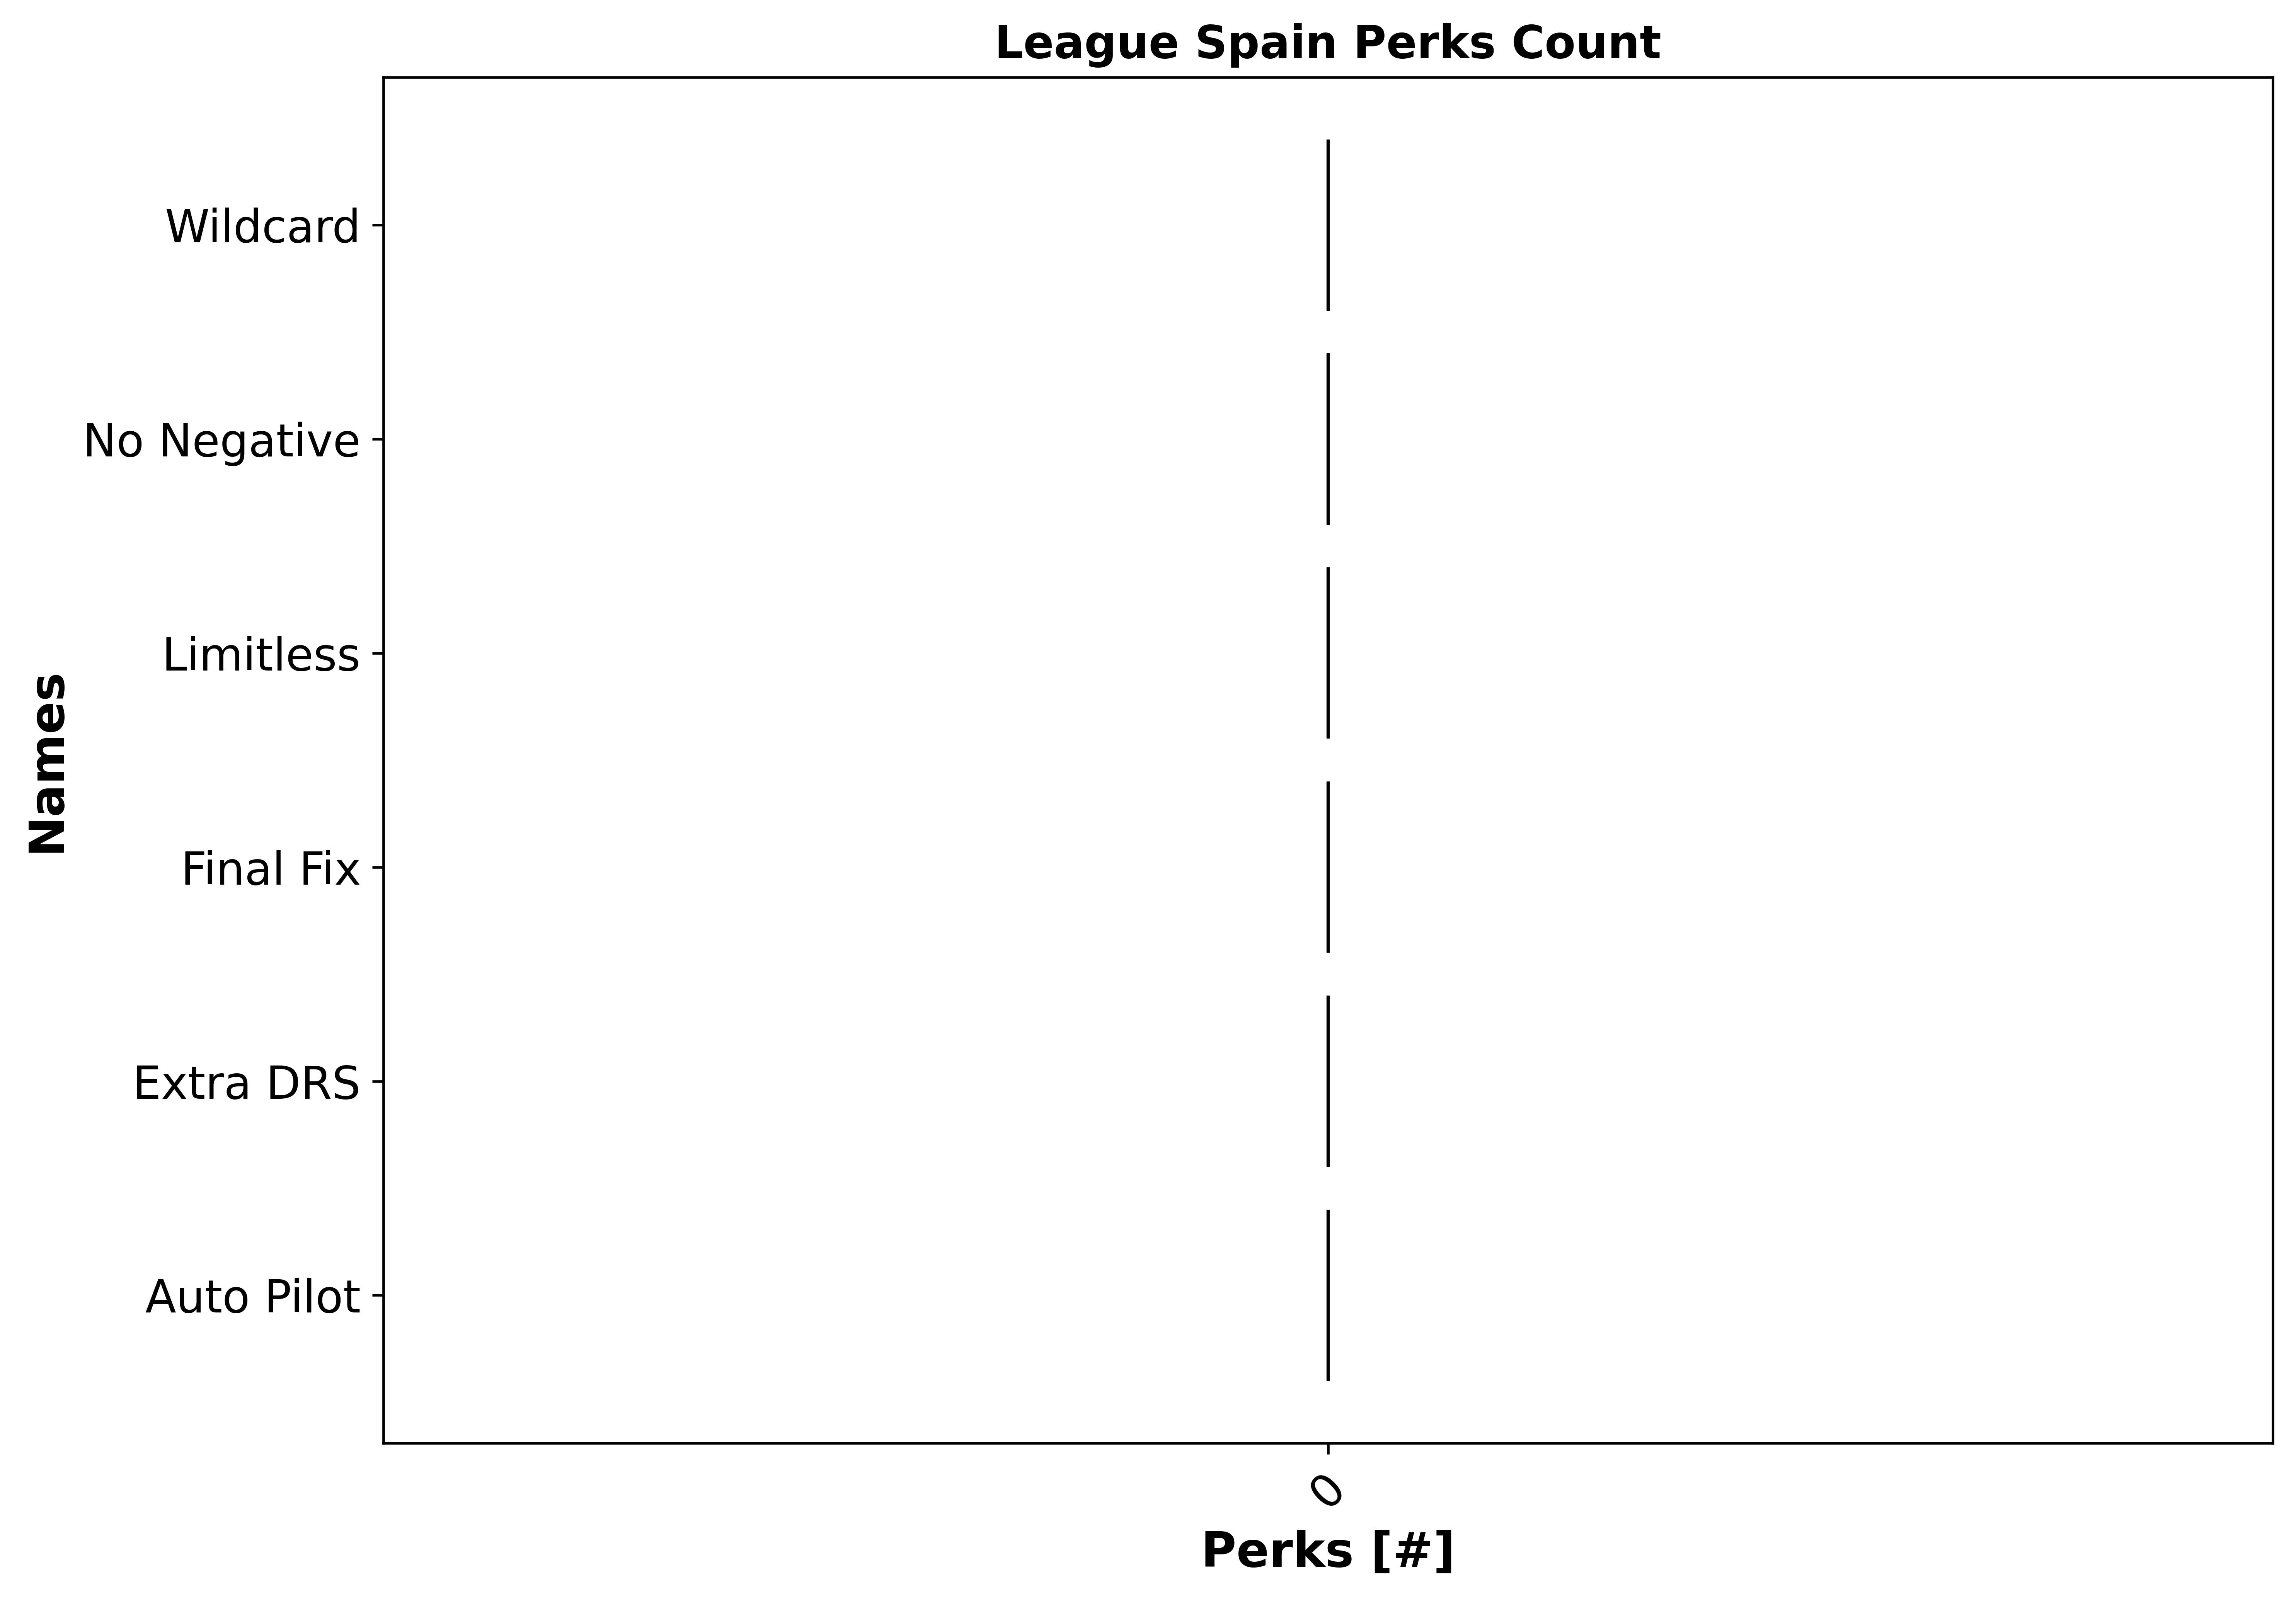 League Spain Perks Count
Names
Wildcard
No Negative
Limitless
Final Fix
Extra DRS
Auto Pilot
0
Perks [#]